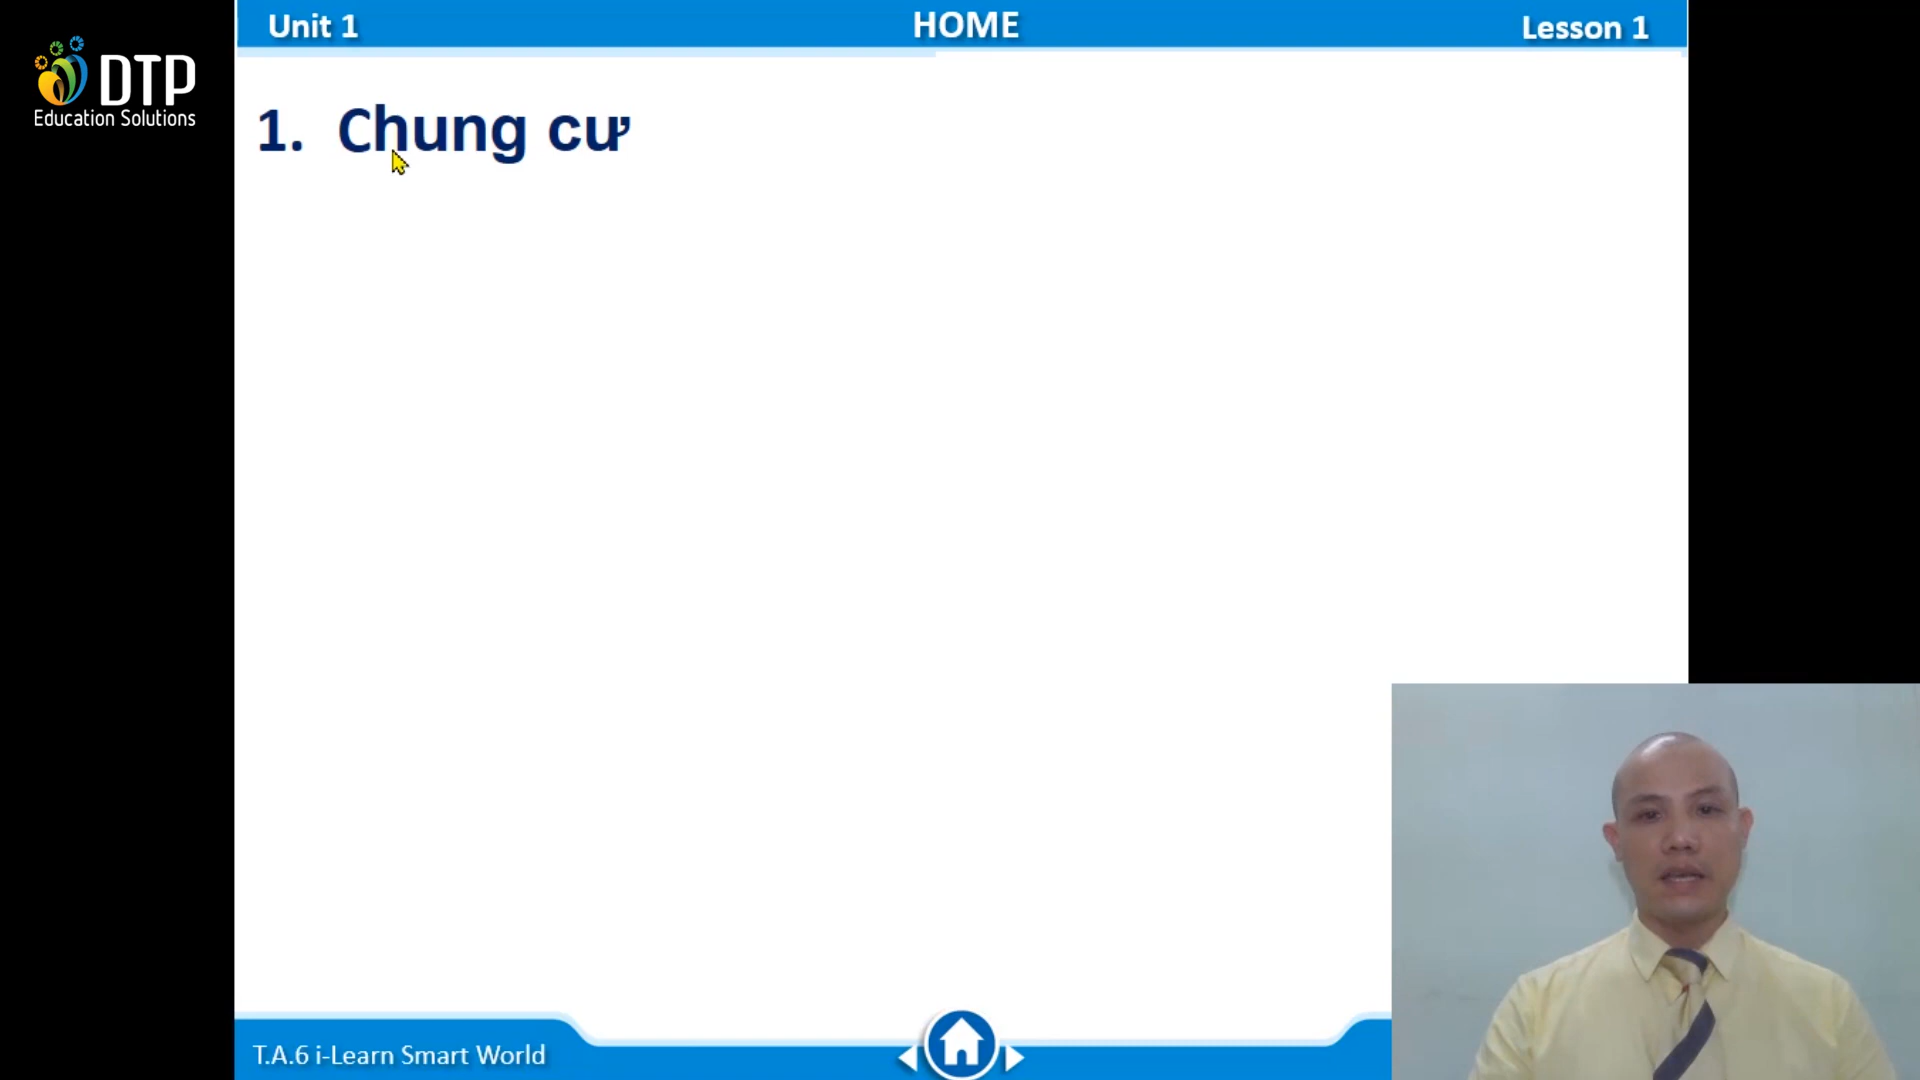 DTP
Education Solutions
Unit 1
HOME
Lesson 1
1. Chung cư
T.A.6 i-Learn Smart World